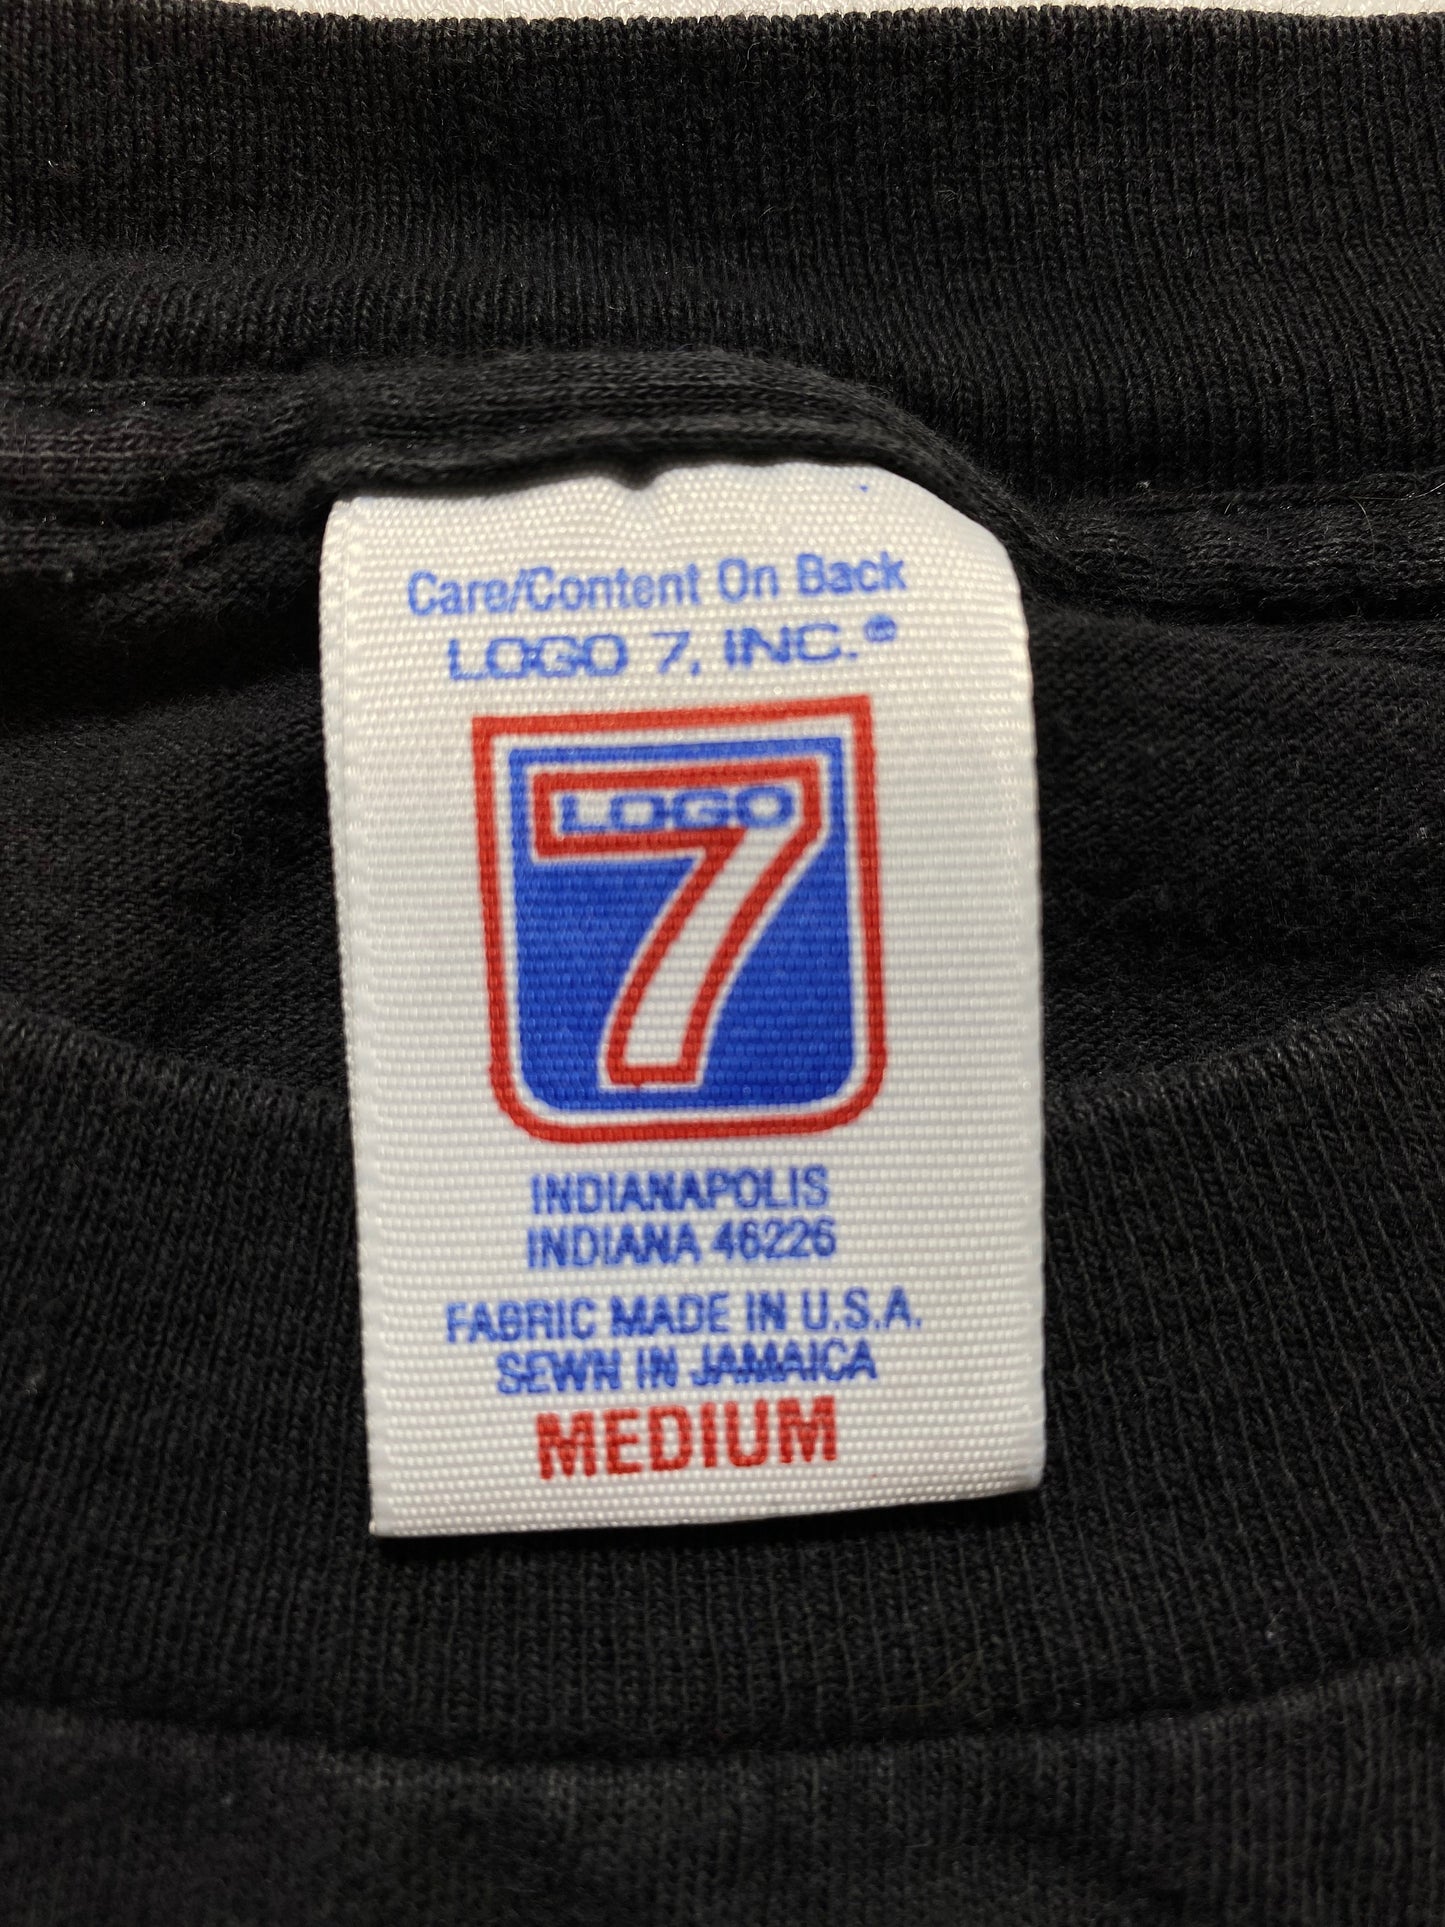 Care/Content On Back
LOGO 7, INC.®
LOGO
7
INDIANAPOLIS
INDIANA 46226
FABRIC MADE IN U.S.A.
SEWN IN JAMAICA
MEDIUM